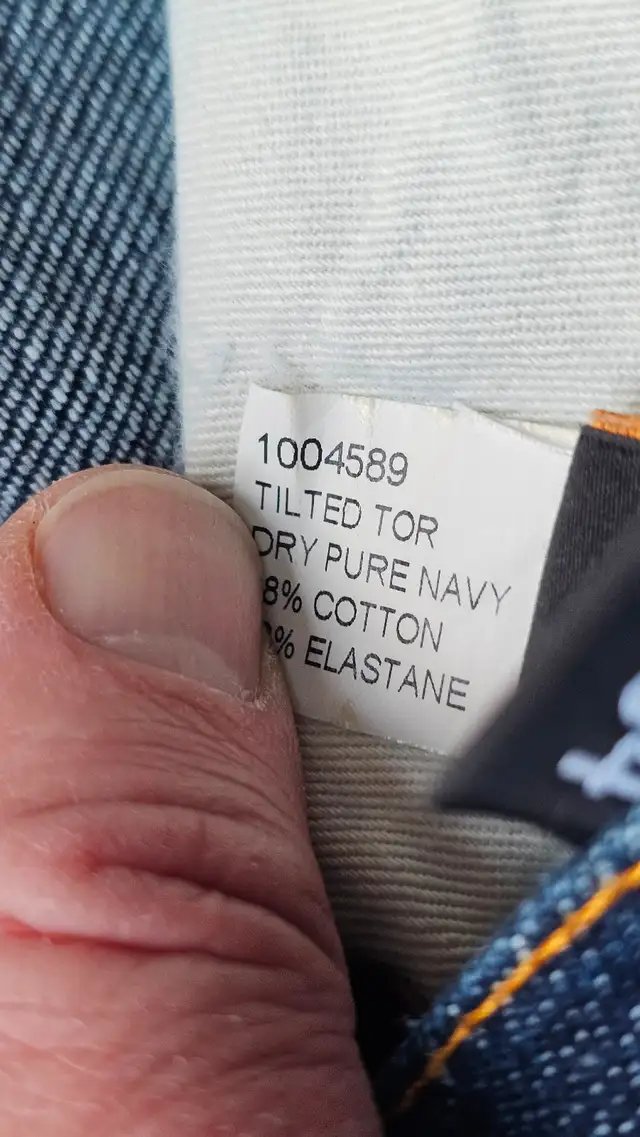 1004589
TILTED TOR
DRY PURE NAVY
8% COTTON
% ELASTANE